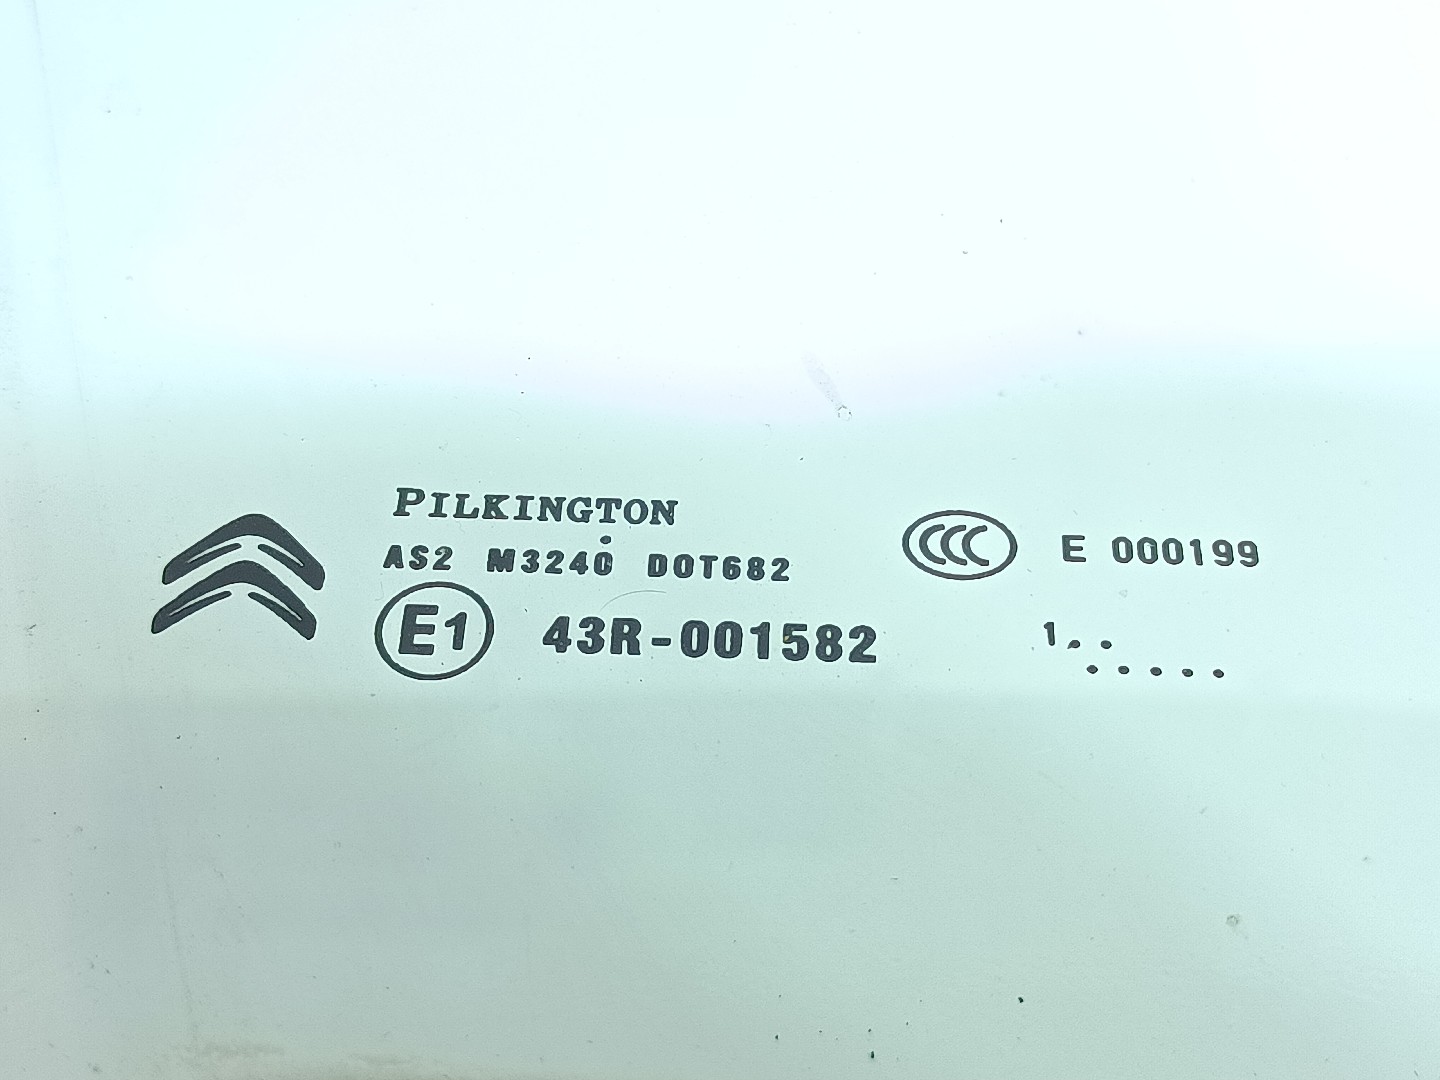 PILKINGTON
AS2 M3240 DOT682
E1 43R-001582
CCC E 000199
1.. .....